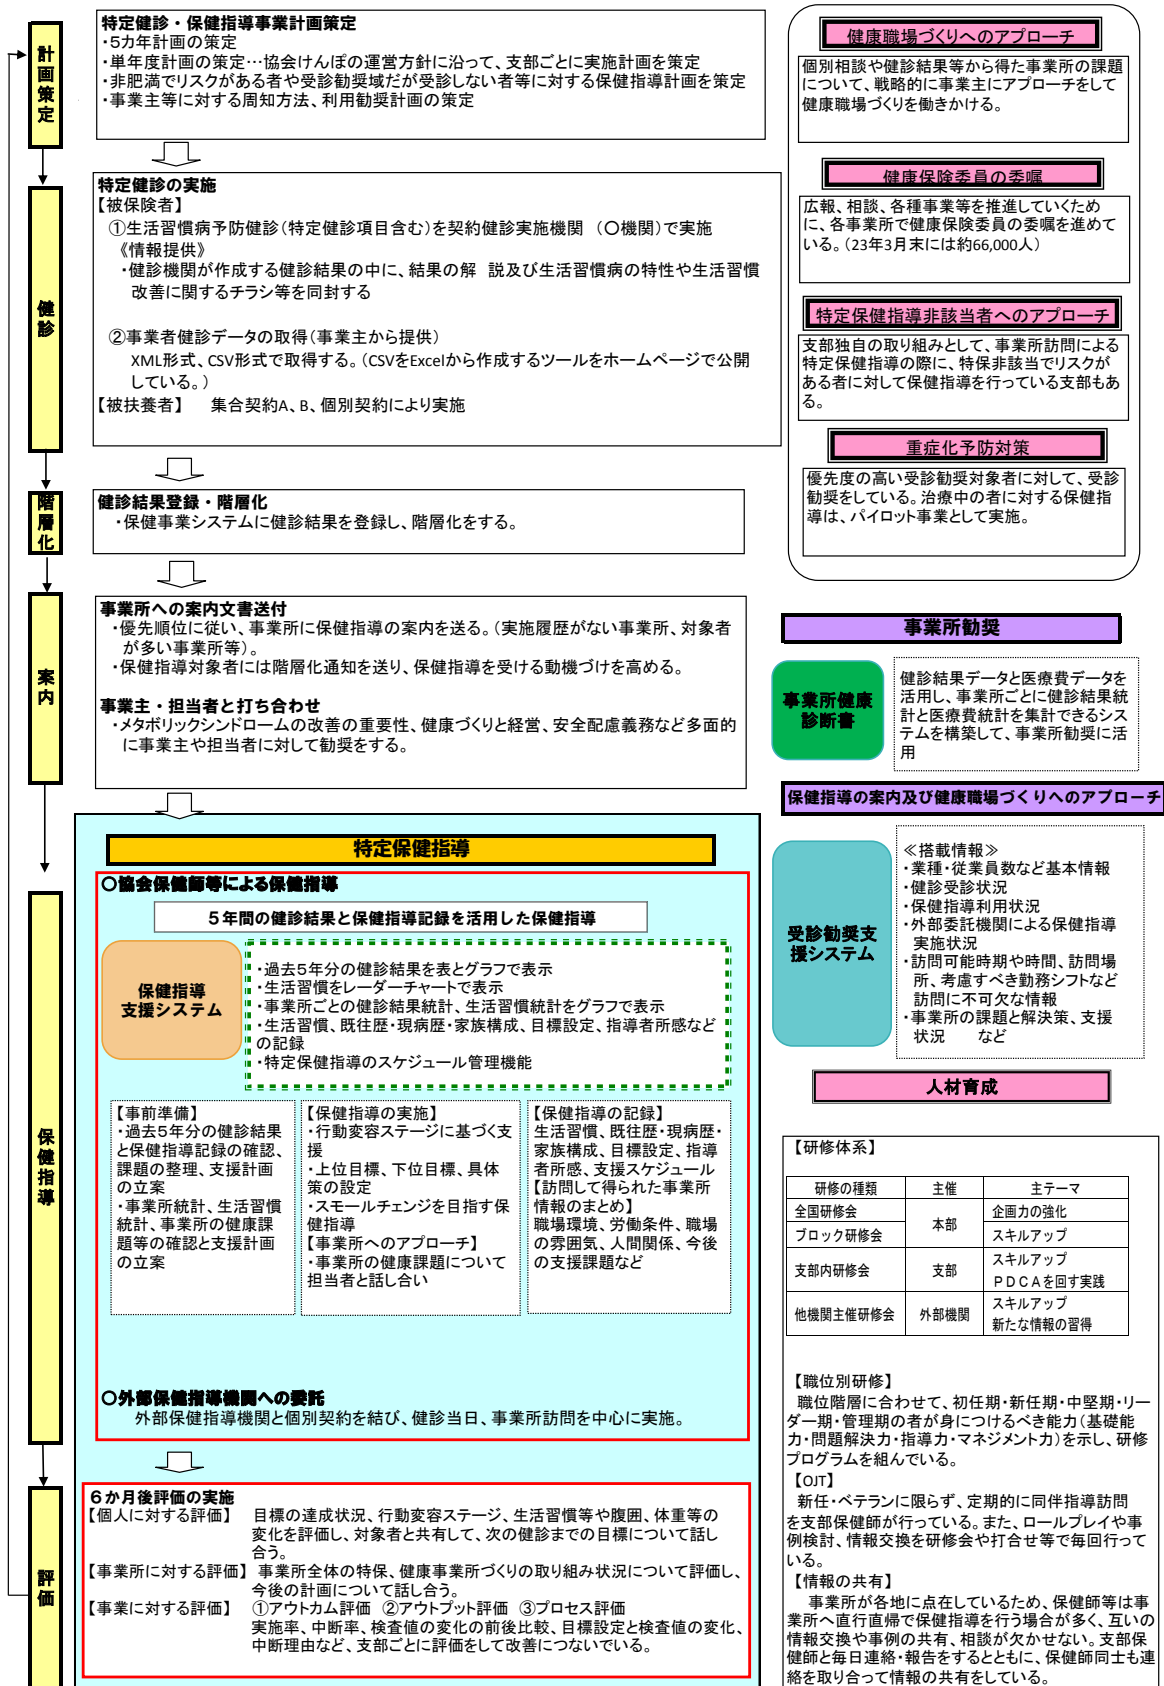 計画策定
特定健診・保健指導事業計画策定
・5カ年計画の策定
・単年度計画の策定…協会けんぽの運営方針に沿って、支部ごとに実施計画を策定
・非肥満でリスクがある者や受診勧奨域だが受診しない者等に対する保健指導計画を策定
・事業主等に対する周知方法、利用勧奨計画の策定
健診
特定健診の実施
【被保険者】
①生活習慣病予防健診(特定健診項目含む)を契約健診実施機関 (〇機関)で実施
《情報提供》
・健診機関が作成する健診結果の中に、結果の解 説及び生活習慣病の特性や生活習慣
改善に関するチラシ等を同封する
②事業者健診データの取得(事業主から提供)
XML形式、CSV形式で取得する。(CSVをExcelから作成するツールをホームページで公開
している。)
【被扶養者】 集合契約A、B、個別契約により実施
階層化
健診結果登録・階層化
・保健事業システムに健診結果を登録し、階層化をする。
案内
事業所への案内文書送付
・優先順位に従い、事業所に保健指導の案内を送る。(実施履歴がない事業所、対象者
が多い事業所等)。
・保健指導対象者には階層化通知を送り、保健指導を受ける動機づけを高める。
事業主・担当者と打ち合わせ
・メタボリックシンドロームの改善の重要性、健康づくりと経営、安全配慮義務など多面的
に事業主や担当者に対して勧奨をする。
保健指導
特定保健指導
〇協会保健師等による保健指導
５年間の健診結果と保健指導記録を活用した保健指導
保健指導
支援システム
・過去5年分の健診結果を表とグラフで表示
・生活習慣をレーダーチャートで表示
・事業所ごとの健診結果統計、生活習慣統計をグラフで表示
・生活習慣、既往歴・現病歴・家族構成、目標設定、指導者所感など
の記録
・特定保健指導のスケジュール管理機能
【事前準備】
・過去5年分の健診結果
と保健指導記録の確認、
課題の整理、支援計画
の立案
・事業所統計、生活習慣
統計、事業所の健康課
題等の確認と支援計画
の立案
【保健指導の実施】
・行動変容ステージに基づく支
援
・上位目標、下位目標、具体
策の設定
・スモールチェンジを目指す保
健指導
【事業所へのアプローチ】
・事業所の健康課題について
担当者と話し合い
【保健指導の記録】
生活習慣、既往歴・現病歴・
家族構成、目標設定、指導
者所感、支援スケジュール
【訪問して得られた事業所
情報のまとめ】
職場環境、労働条件、職場
の雰囲気、人間関係、今後
の支援課題など
〇外部保健指導機関への委託
外部保健指導機関と個別契約を結び、健診当日、事業所訪問を中心に実施。
評価
６か月後評価の実施
【個人に対する評価】 目標の達成状況、行動変容ステージ、生活習慣等や腹囲、体重等の
変化を評価し、対象者と共有して、次の健診までの目標について話し
合う。
【事業所に対する評価】 事業所全体の特保、健康事業所づくりの取り組み状況について評価し、
今後の計画について話し合う。
【事業に対する評価】 ①アウトカム評価 ②アウトプット評価 ③プロセス評価
実施率、中断率、検査値の変化の前後比較、目標設定と検査値の変化、
中断理由など、支部ごとに評価をして改善につないでいる。
健康職場づくりへのアプローチ
個別相談や健診結果等から得た事業所の課題
について、戦略的に事業主にアプローチをして
健康職場づくりを働きかける。
健康保険委員の委嘱
広報、相談、各種事業等を推進していくため
に、各事業所で健康保険委員の委嘱を進めて
いる。(23年3月末には約66,000人)
特定保健指導非該当者へのアプローチ
支部独自の取り組みとして、事業所訪問による
特定保健指導の際に、特保非該当でリスクが
ある者に対して保健指導を行っている支部もあ
る。
重症化予防対策
優先度の高い受診勧奨対象者に対して、受診
勧奨をしている。治療中の者に対する保健指
導は、パイロット事業として実施。
事業所勧奨
事業所健康
診断書
健診結果データと医療費データを
活用し、事業所ごとに健診結果統
計と医療費統計を集計できるシス
テムを構築して、事業所勧奨に活
用
保健指導の案内及び健康職場づくりへのアプローチ
受診勧奨支
援システム
≪搭載情報≫
・業種・従業員数など基本情報
・健診受診状況
・保健指導利用状況
・外部委託機関による保健指導
実施状況
・訪問可能時期や時間、訪問場
所、考慮すべき勤務シフトなど
訪問に不可欠な情報
・事業所の課題と解決策、支援
状況 など
人材育成
【研修体系】
研修の種類 主催 主テーマ
全国研修会 本部 企画力の強化
ブロック研修会 スキルアップ
支部内研修会 支部 スキルアップ
ＰＤＣＡを回す実践
他機関主催研修会 外部機関 スキルアップ
新たな情報の習得
【職位別研修】
職位階層に合わせて、初任期・新任期・中堅期・リー
ダー期・管理期の者が身につけるべき能力(基礎能
力・問題解決力・指導力・マネジメント力)を示し、研修
プログラムを組んでいる。
【OJT】
新任・ベテランに限らず、定期的に同伴指導訪問
を支部保健師が行っている。また、ロールプレイや事
例検討、情報交換を研修会や打合せ等で毎回行って
いる。
【情報の共有】
事業所が各地に点在しているため、保健師等は事
業所へ直行直帰で保健指導を行う場合が多く、互いの
情報交換や事例の共有、相談が欠かせない。支部保
健師と毎日連絡・報告をするとともに、保健師同士も連
絡を取り合って情報の共有をしている。